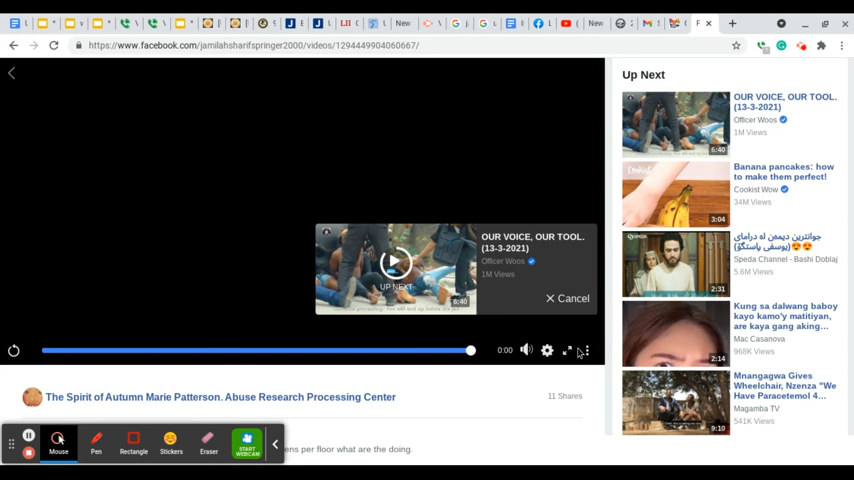 New
New
https://www.facebook.com/jamilahsharifspringer2000/videos/1294449904060667/
Up Next
OUR VOICE, OUR TOOL.
(13-3-2021)
Officer Woos
1M Views
6:40
Banana pancakes: how
to make them perfect!
Cookist Wow
34M Views
3:04
جوانترین دیمەن لە درامای
Speda Channel - Bashi Doblaj
5.6M Views
2:31
Kung sa dalwang baboy
kayo kamo'y matitiyan,
are kaya gang aking...
Mac Casanova
968K Views
2:14
Mnangagwa Gives
Wheelchair, Nzenza "We
Have Paracetemol 4...
Magamba TV
541K Views
9:10
OUR VOICE, OUR TOOL.
(13-3-2021)
Officer Woos
1M Views
UP NEXT
6:40
Cancel
0:00
The Spirit of Autumn Marie Patterson. Abuse Research Processing Center
11 Shares
ens per floor what are the doing.
Mouse
Pen
Rectangle
Stickers
Eraser
START
WEBCAM